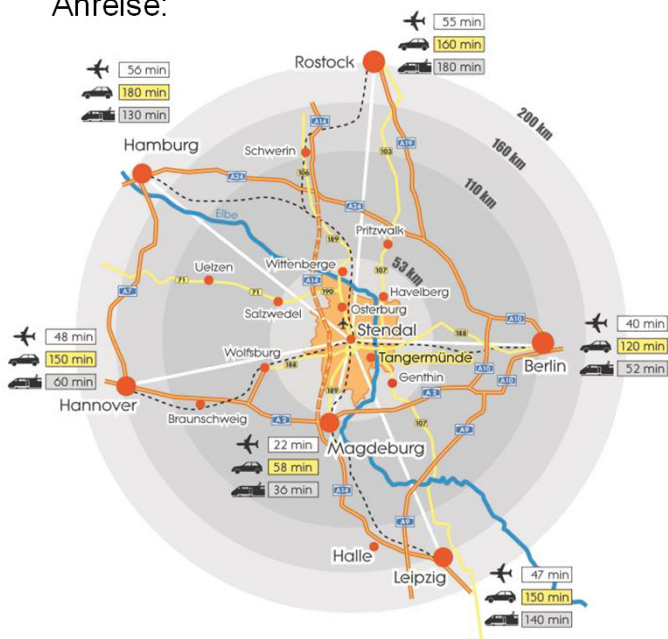 Anreise:
55 min
160 min
180 min
Rostock
56 min
180 min
130 min
200 km
160 km
110 km
53 km
Hamburg
A14
A19
Schwerin
103
106
A24
A24
Elbe
Pritzwalk
189
Uelzen
Wittenberge
107
71
A14
A7
71
190
Havelberg
Salzwedel
Osterburg
A10
Stendal
188
48 min
150 min
60 min
40 min
120 min
52 min
Wolfsburg
Tangermünde
188
A10
Berlin
Genthin
A10
Hannover
189
A2
Braunschweig
A2
107
A9
22 min
58 min
36 min
Magdeburg
A14
A9
Halle
Leipzig
47 min
150 min
140 min